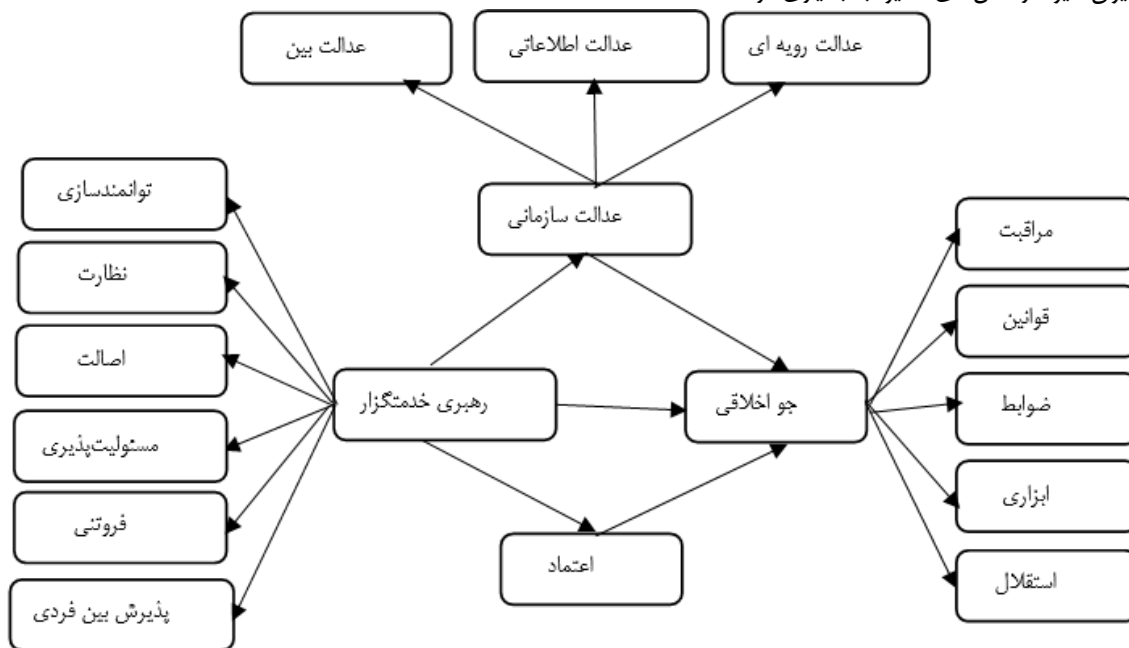 عدالت رویه ای
عدالت اطلاعاتی
عدالت بین
عدالت سازمانی
توانمندسازی
نظارت
اصالت
مسئولیت‌پذیری
فروتنی
پذیرش بین فردی
رهبری خدمتگزار
جو اخلاقی
اعتماد
مراقبت
قوانین
ضوابط
ابزاری
استقلال